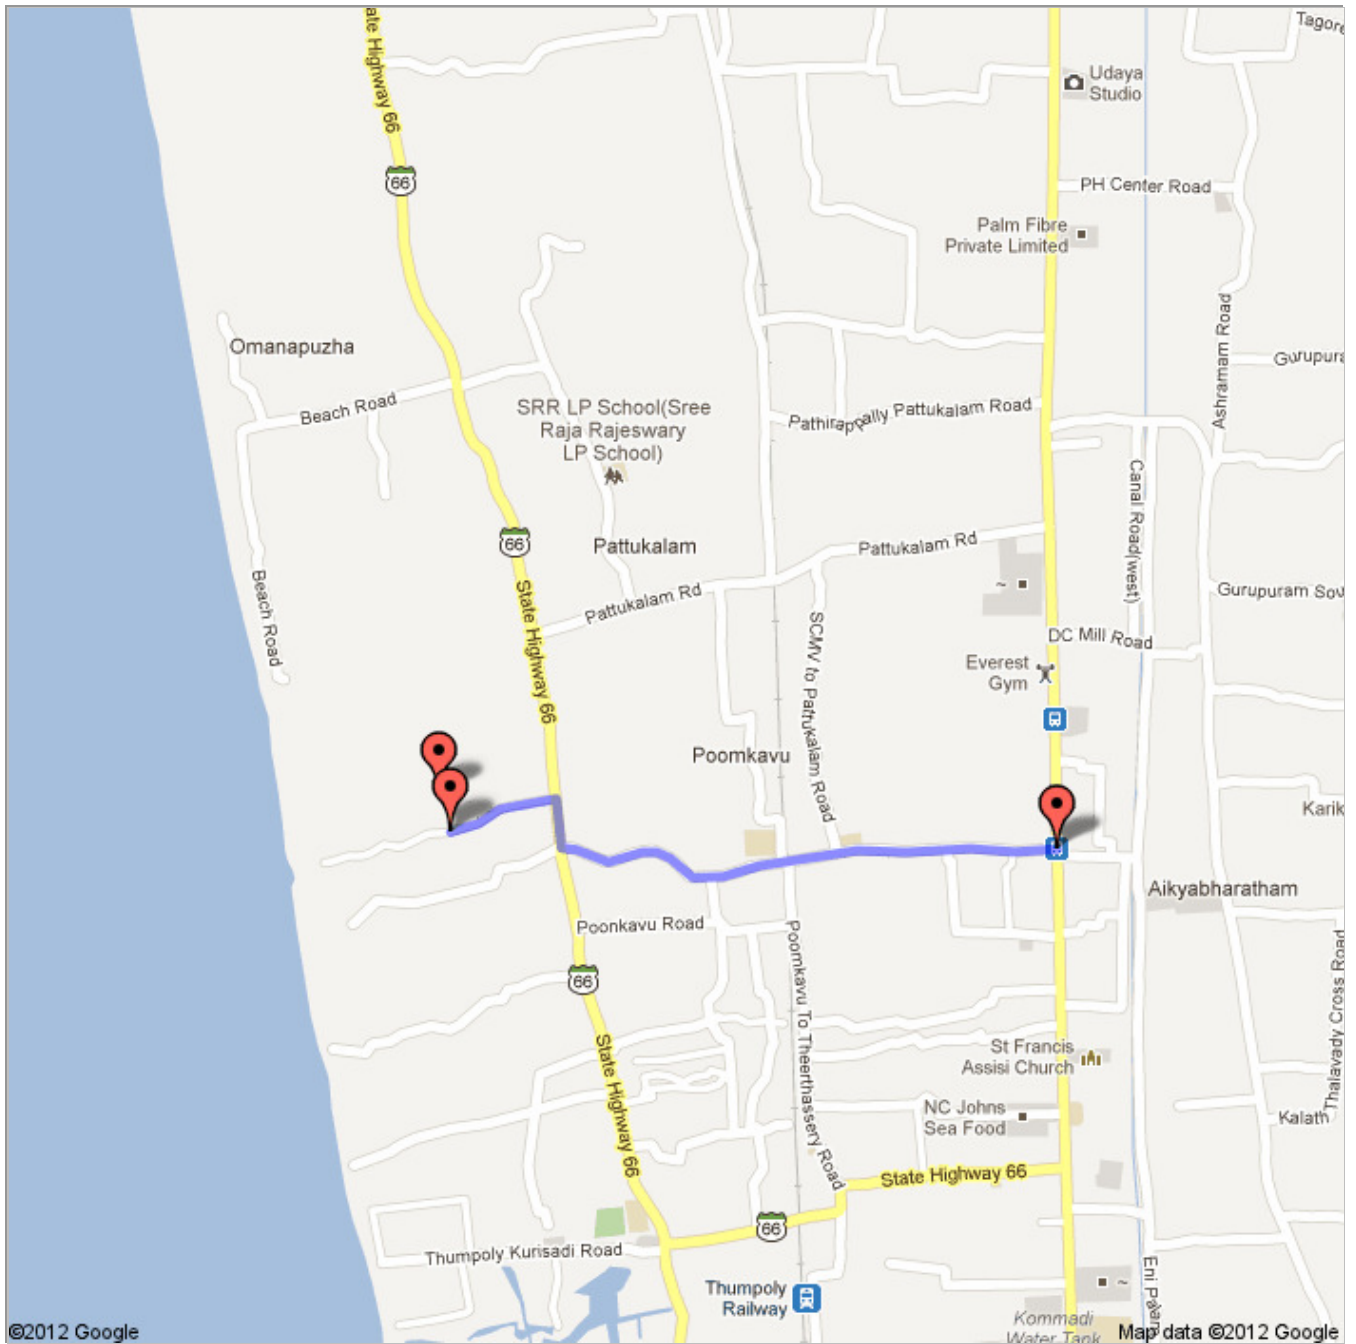 ate Highway 66
Tagore
Udaya
Studio
66
PH Center Road
Palm Fibre
Private Limited
Ashramam Road
Omanapuzha
Gurupura
Beach Road
SRR LP School(Sree
Raja Rajeswary
LP School)
Pathirappally Pattukalam Road
Canal Road(west)
66
Pattukalam
Pattukalam Rd
Beach Road
State Highway 66
Pattukalam Rd
~
Gurupuram Sov
SCMV to Pattukalam Road
DC Mill Road
Everest
Gym
Poomkavu
Karik
Aikyabharatham
Poonkavu Road
Poomkavu To Theerthassery Road
Thalavady Cross Road
66
State Highway 66
St Francis
Assisi Church
NC Johns
Sea Food
Kalath
State Highway 66
66
Thumpoly Kurisadi Road
Eni Palam
Thumpoly
Railway
~
Kommadi
Water Tank
©2012 Google
Map data ©2012 Google